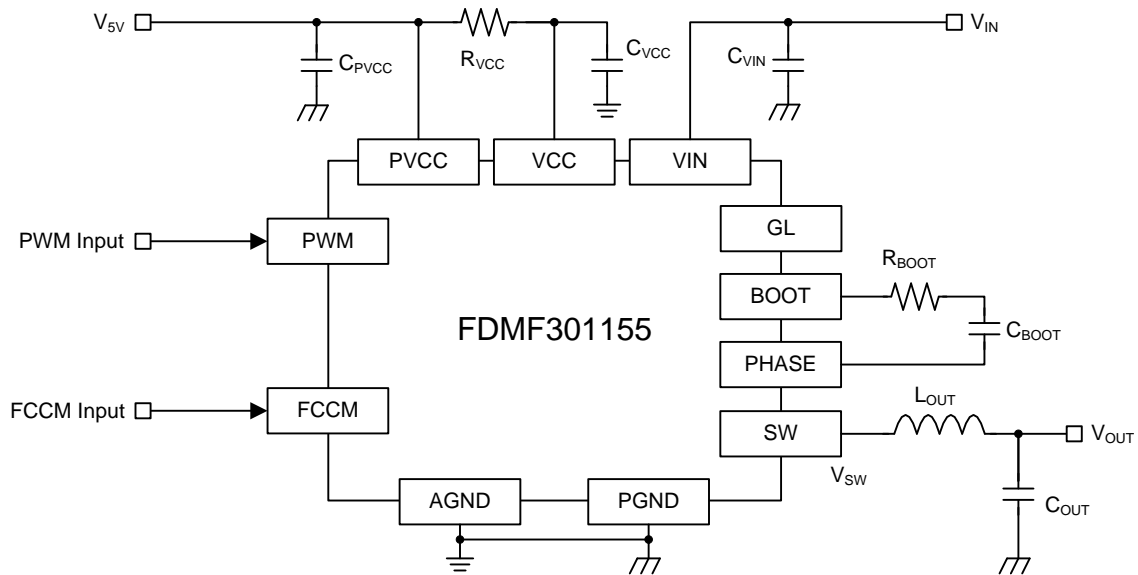 V5V
CPVCC
RVCC
CVCC
CVIN
VIN
PVCC
VCC
VIN
PWM Input
PWM
GL
RBOOT
BOOT
CBOOT
FDMF301155
PHASE
FCCM Input
FCCM
LOUT
SW
VOUT
VSW
AGND
PGND
COUT